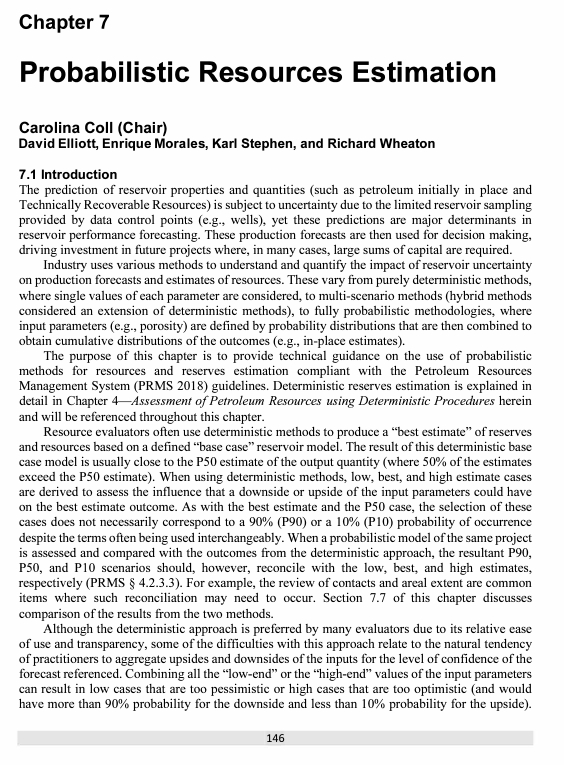 Chapter 7
Probabilistic Resources Estimation
Carolina Coll (Chair)
David Elliott, Enrique Morales, Karl Stephen, and Richard Wheaton
7.1 Introduction
The prediction of reservoir properties and quantities (such as petroleum initially in place and
Technically Recoverable Resources) is subject to uncertainty due to the limited reservoir sampling
provided by data control points (e.g., wells), yet these predictions are major determinants in
reservoir performance forecasting. These production forecasts are then used for decision making,
driving investment in future projects where, in many cases, large sums of capital are required.
Industry uses various methods to understand and quantify the impact of reservoir uncertainty
on production forecasts and estimates of resources. These vary from purely deterministic methods,
where single values of each parameter are considered, to multi-scenario methods (hybrid methods
considered an extension of deterministic methods), to fully probabilistic methodologies, where
input parameters (e.g., porosity) are defined by probability distributions that are then combined to
obtain cumulative distributions of the outcomes (e.g., in-place estimates).
The purpose of this chapter is to provide technical guidance on the use of probabilistic
methods for resources and reserves estimation compliant with the Petroleum Resources
Management System (PRMS 2018) guidelines. Deterministic reserves estimation is explained in
detail in Chapter 4—Assessment of Petroleum Resources using Deterministic Procedures herein
and will be referenced throughout this chapter.
Resource evaluators often use deterministic methods to produce a “best estimate” of reserves
and resources based on a defined “base case” reservoir model. The result of this deterministic base
case model is usually close to the P50 estimate of the output quantity (where 50% of the estimates
exceed the P50 estimate). When using deterministic methods, low, best, and high estimate cases
are derived to assess the influence that a downside or upside of the input parameters could have
on the best estimate outcome. As with the best estimate and the P50 case, the selection of these
cases does not necessarily correspond to a 90% (P90) or a 10% (P10) probability of occurrence
despite the terms often being used interchangeably. When a probabilistic model of the same project
is assessed and compared with the outcomes from the deterministic approach, the resultant P90,
P50, and P10 scenarios should, however, reconcile with the low, best, and high estimates,
respectively (PRMS § 4.2.3.3). For example, the review of contacts and areal extent are common
items where such reconciliation may need to occur. Section 7.7 of this chapter discusses
comparison of the results from the two methods.
Although the deterministic approach is preferred by many evaluators due to its relative ease
of use and transparency, some of the difficulties with this approach relate to the natural tendency
of practitioners to aggregate upsides and downsides of the inputs for the level of confidence of the
forecast referenced. Combining all the “low-end” or the “high-end” values of the input parameters
can result in low cases that are too pessimistic or high cases that are too optimistic (and would
have more than 90% probability for the downside and less than 10% probability for the upside).
146